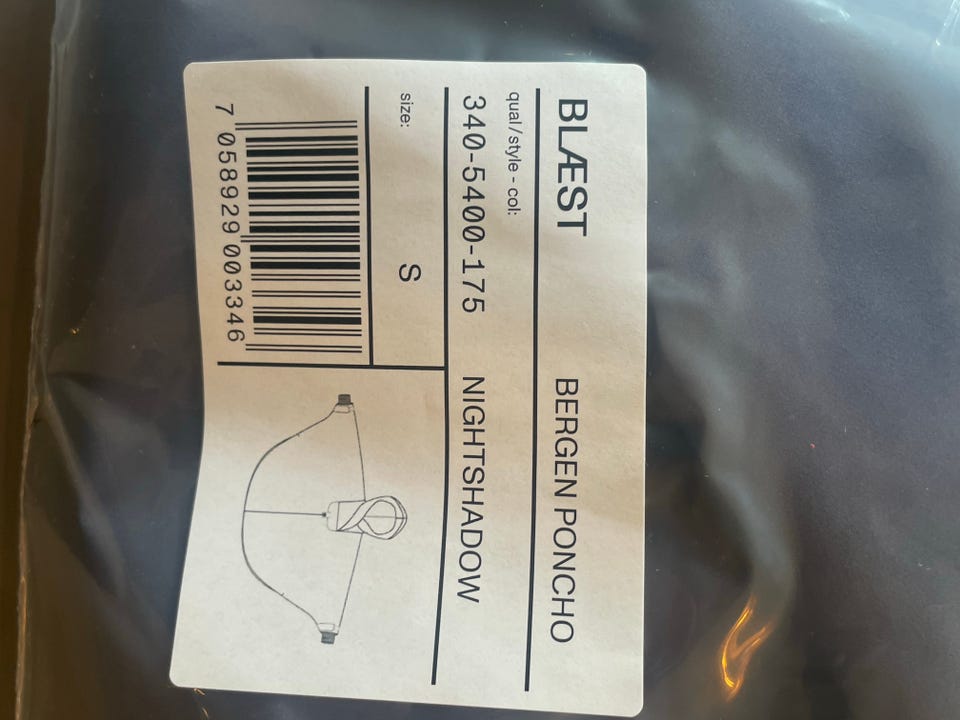 BLÆST BERGEN PONCHO
qual/style - col:
340-5400-175 NIGHTSHADOW
size:
S
7 058929 003346